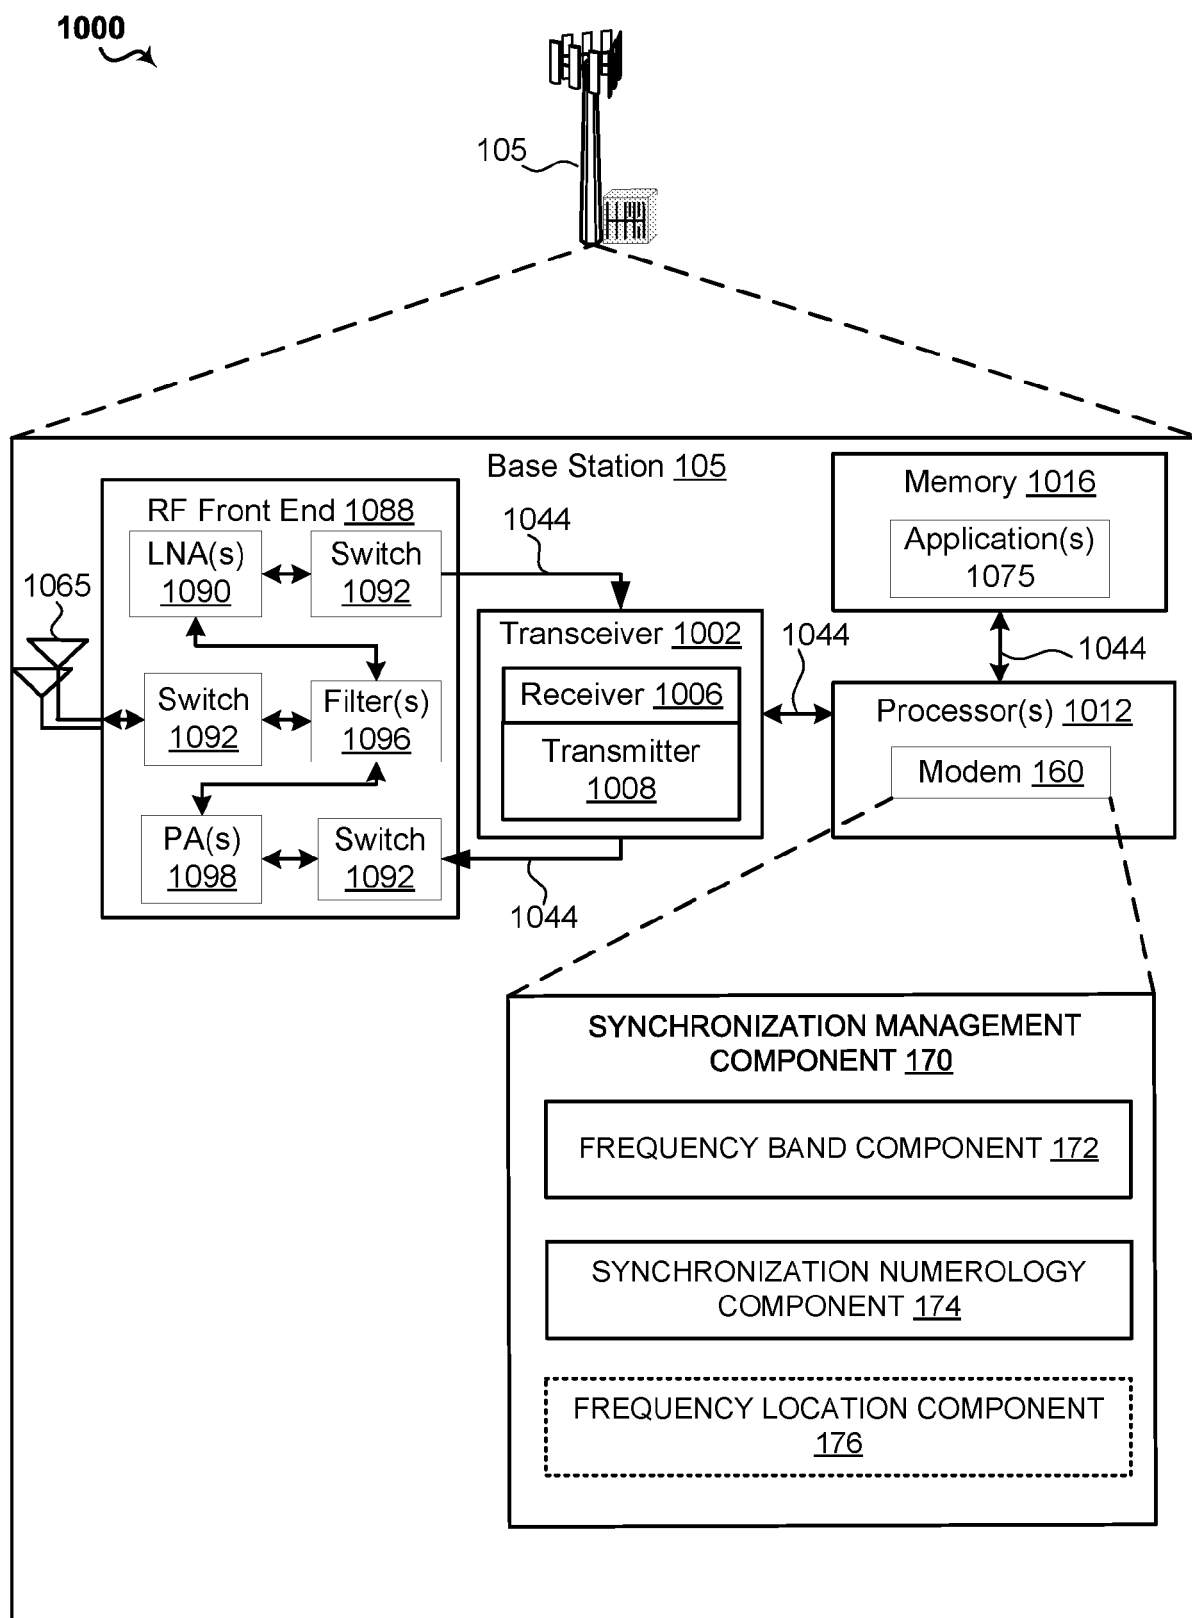 1000
105
Base Station 105
RF Front End 1088
LNA(s)
1090
Switch
1092
1044
1065
Switch
1092
Filter(s)
1096
PA(s)
1098
Switch
1092
1044
Transceiver 1002
Receiver 1006
Transmitter
1008
1044
Memory 1016
Application(s)
1075
1044
Processor(s) 1012
Modem 160
SYNCHRONIZATION MANAGEMENT
COMPONENT 170
FREQUENCY BAND COMPONENT 172
SYNCHRONIZATION NUMEROLOGY
COMPONENT 174
FREQUENCY LOCATION COMPONENT
176